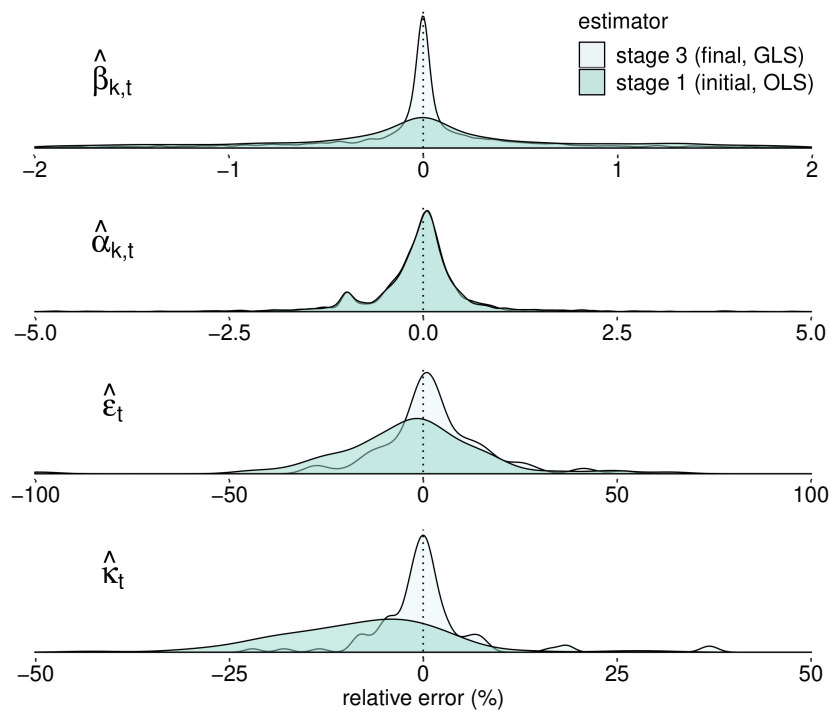 estimator
stage 3 (final, GLS)
stage 1 (initial, OLS)
β̂k,t
−2 −1 0 1 2
α̂k,t
−5.0 −2.5 0.0 2.5 5.0
ε̂t
−100 −50 0 50 100
κ̂t
−50 −25 0 25 50
relative error (%)